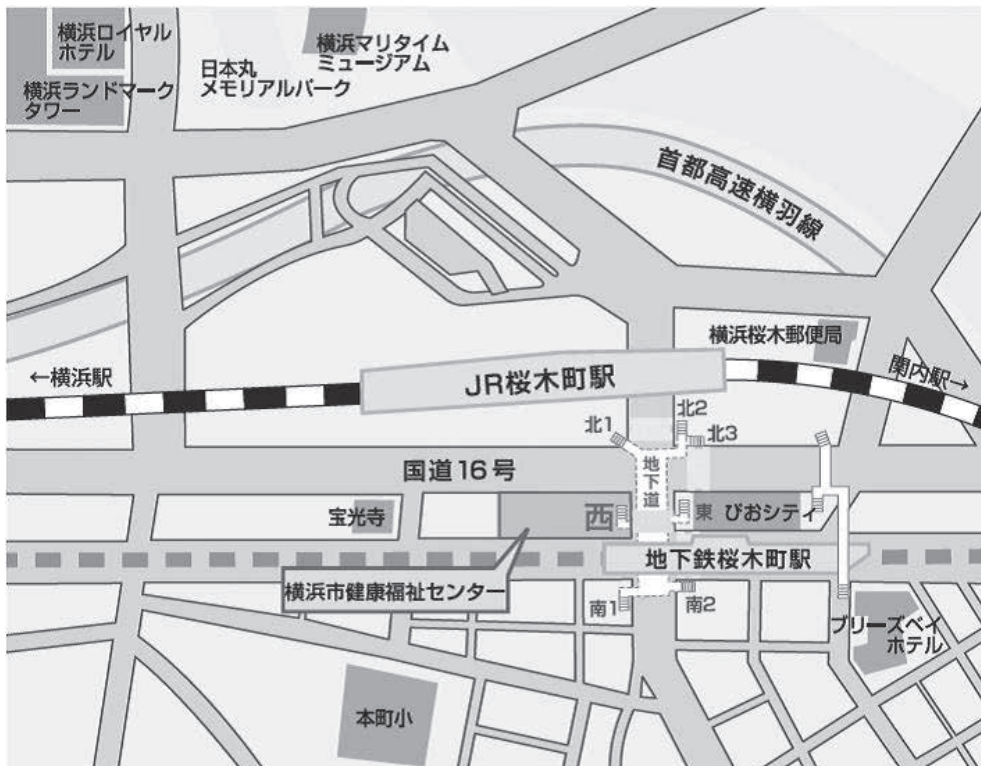 横浜ロイヤル
ホテル
横浜ランドマーク
タワー
日本丸
メモリアルパーク
横浜マリタイム
ミュージアム
首都高速横羽線
横浜桜木郵便局
←横浜駅
JR桜木町駅
関内駅→
北1
北2
北3
国道16号
地下道
宝光寺
西
東
ぴおシティ
地下鉄桜木町駅
横浜市健康福祉センター
南1
南2
ブリーズベイ
ホテル
本町小